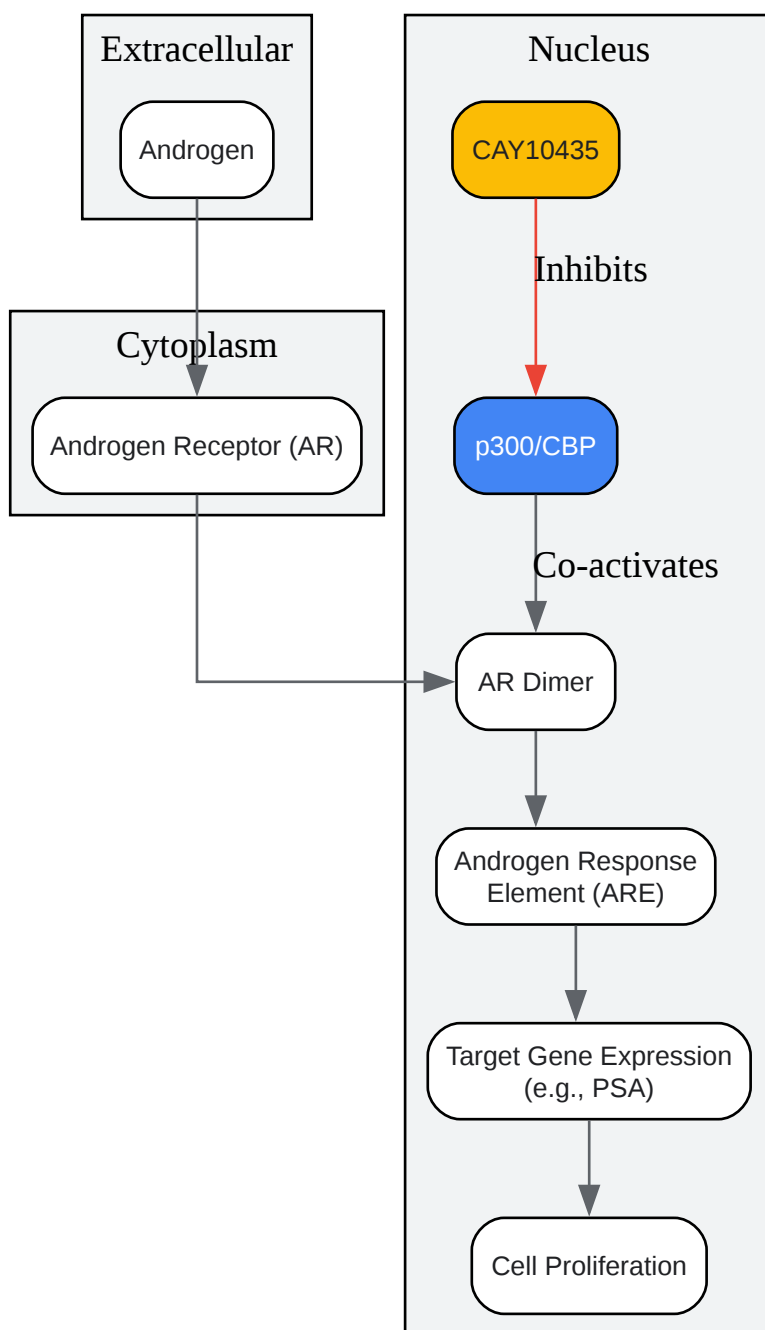 Extracellular
Androgen
Cytoplasm
Androgen Receptor (AR)
Nucleus
CAY10435
Inhibits
p300/CBP
Co-activates
AR Dimer
Androgen Response
Element (ARE)
Target Gene Expression
(e.g., PSA)
Cell Proliferation